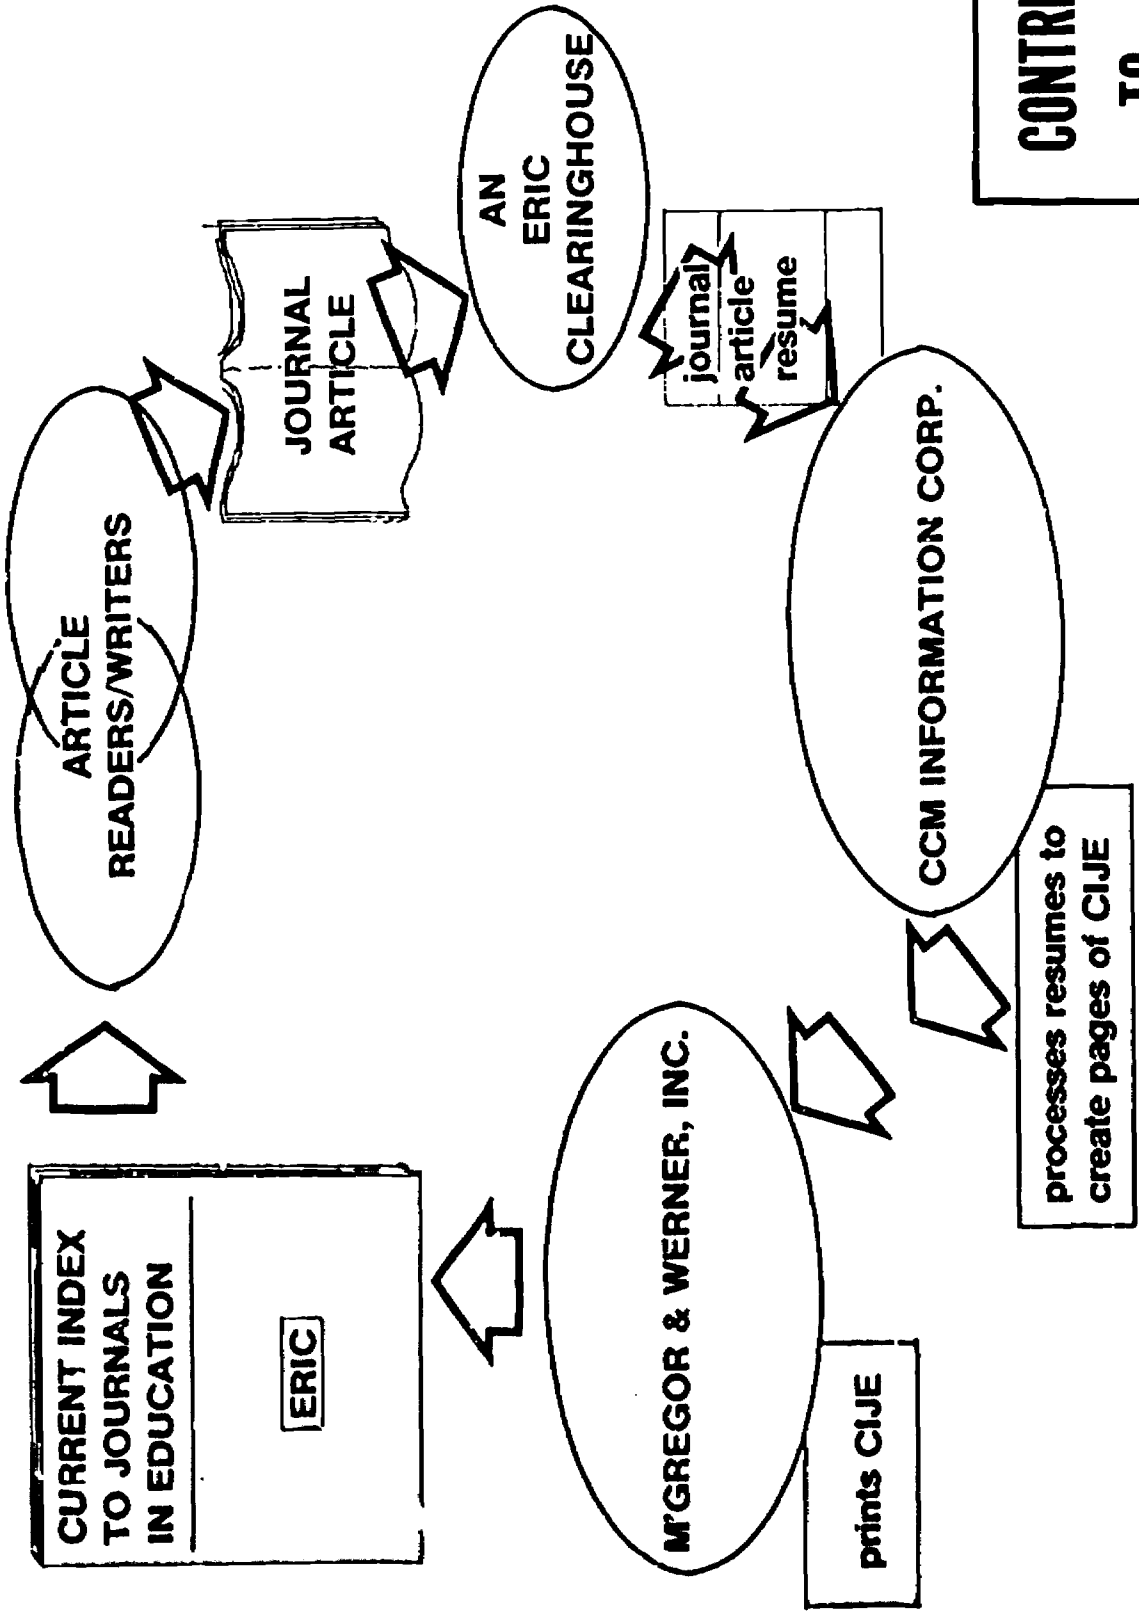 CURRENT INDEX
TO JOURNALS
IN EDUCATION
ERIC
ARTICLE
READERS/WRITERS
JOURNAL
ARTICLE
AN
ERIC
CLEARINGHOUSE
journal
article
resume
CCM INFORMATION CORP.
processes resumes to
create pages of CIJE
M'GREGOR & WERNER, INC.
prints CIJE
TO